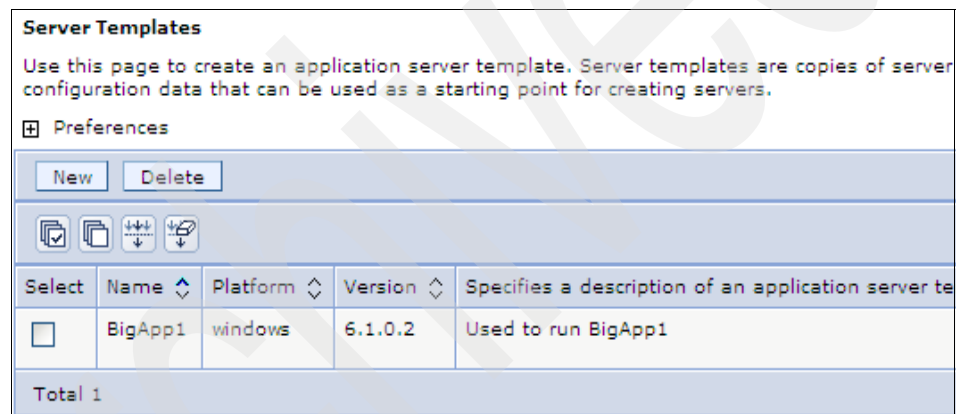 Server Templates
Use this page to create an application server template. Server templates are copies of server
configuration data that can be used as a starting point for creating servers.
Preferences
New Delete
Select Name Platform Version Specifies a description of an application server te
BigApp1 windows 6.1.0.2 Used to run BigApp1
Total 1